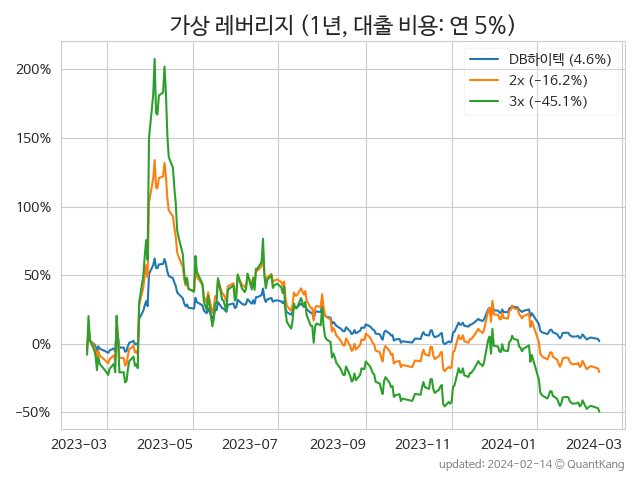 가상 레버리지 (1년, 대출 비용: 연 5%)
DB하이텍 (4.6%)
2x (−16.2%)
3x (−45.1%)
200%
150%
100%
50%
0%
−50%
2023-03 2023-05 2023-07 2023-09 2023-11 2024-01 2024-03
updated: 2024-02-14 © QuantKang